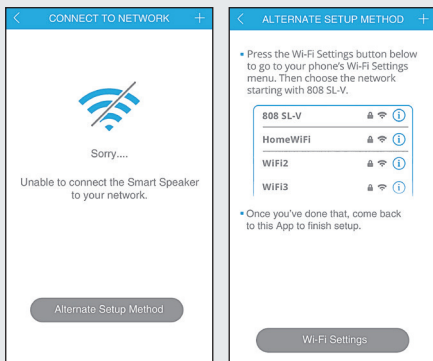 CONNECT TO NETWORK
Sorry....
Unable to connect the Smart Speaker
to your network.
Alternate Setup Method
ALTERNATE SETUP METHOD
Press the Wi-Fi Settings button below
to go to your phone's Wi-Fi Settings
menu. Then choose the network
starting with 808 SL-V.
808 SL-V
HomeWiFi
WiFi2
WiFi3
Once you've done that, come back
to this App to finish setup.
Wi-Fi Settings